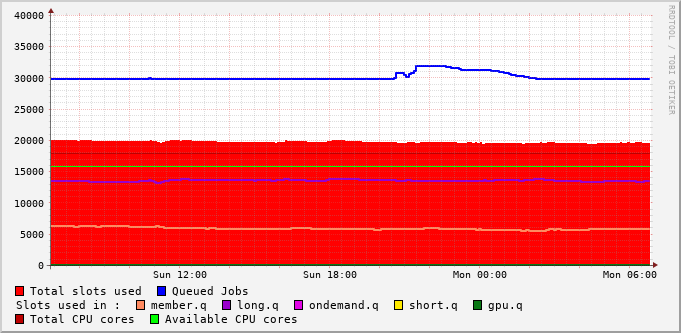 RRDTOOL / TOBI OETIKER
40000
35000
30000
25000
20000
15000
10000
5000
0
Sun 12:00 Sun 18:00 Mon 00:00 Mon 06:00
Total slots used Queued Jobs
Slots used in : member.q long.q ondemand.q short.q gpu.q
Total CPU cores Available CPU cores